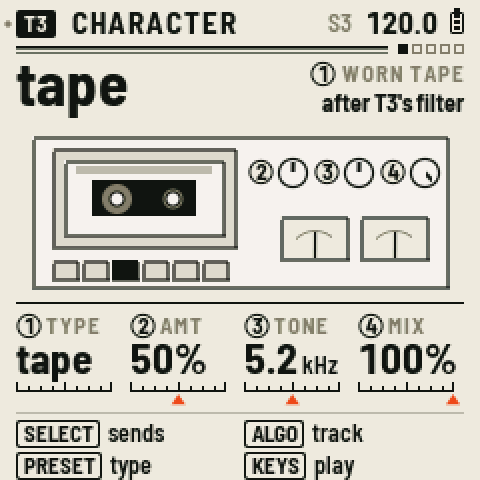 T3 CHARACTER S3 120.0
tape ① WORN TAPE
after T3's filter
② ③ ④
① TYPE ② AMT ③ TONE ④ MIX
tape 50% 5.2 kHz 100%
SELECT sends ALGO track
PRESET type KEYS play